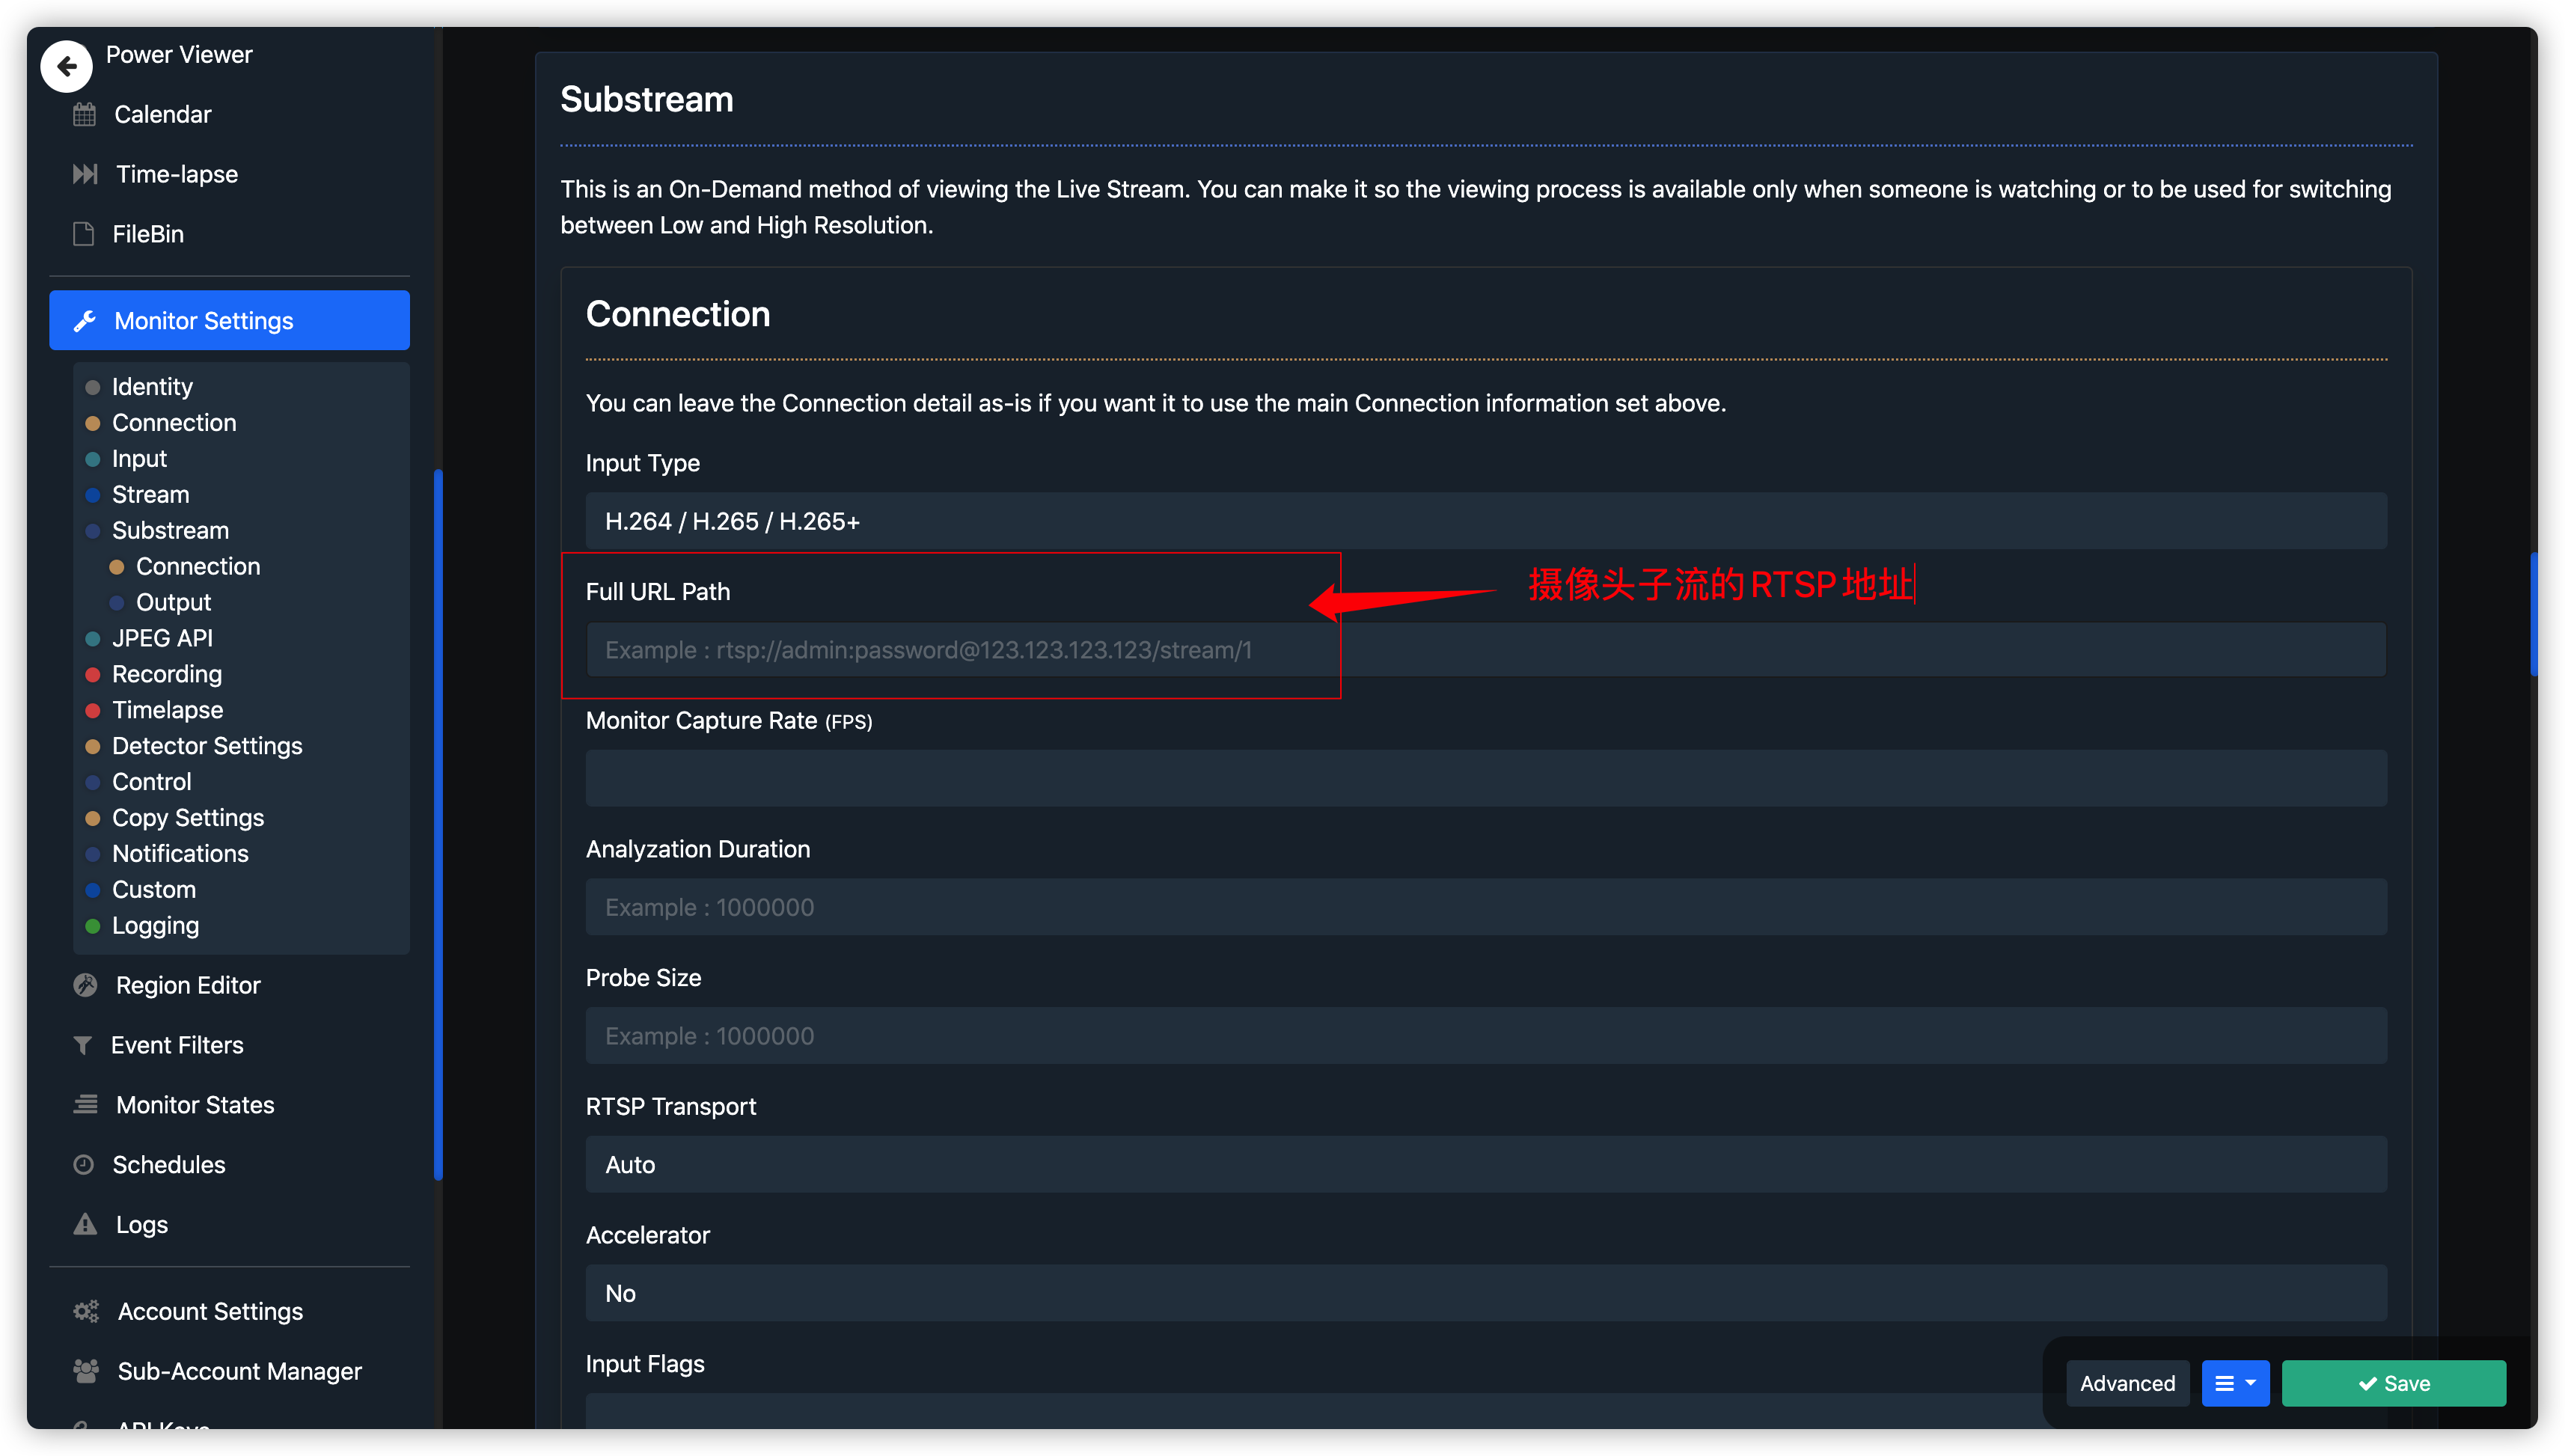 Power Viewer
Calendar
Time-lapse
FileBin
Monitor Settings
Identity
Connection
Input
Stream
Substream
Connection
Output
JPEG API
Recording
Timelapse
Detector Settings
Control
Copy Settings
Notifications
Custom
Logging
Region Editor
Event Filters
Monitor States
Schedules
Logs
Account Settings
Sub-Account Manager
API Keys
Substream
This is an On-Demand method of viewing the Live Stream. You can make it so the viewing process is available only when someone is watching or to be used for switching
between Low and High Resolution.
Connection
You can leave the Connection detail as-is if you want it to use the main Connection information set above.
Input Type
H.264 / H.265 / H.265+
Full URL Path
摄像头子流的RTSP地址
Example : rtsp://admin:password@123.123.123.123/stream/1
Monitor Capture Rate (FPS)
Analyzation Duration
Example : 1000000
Probe Size
Example : 1000000
RTSP Transport
Auto
Accelerator
No
Input Flags
Advanced
Save